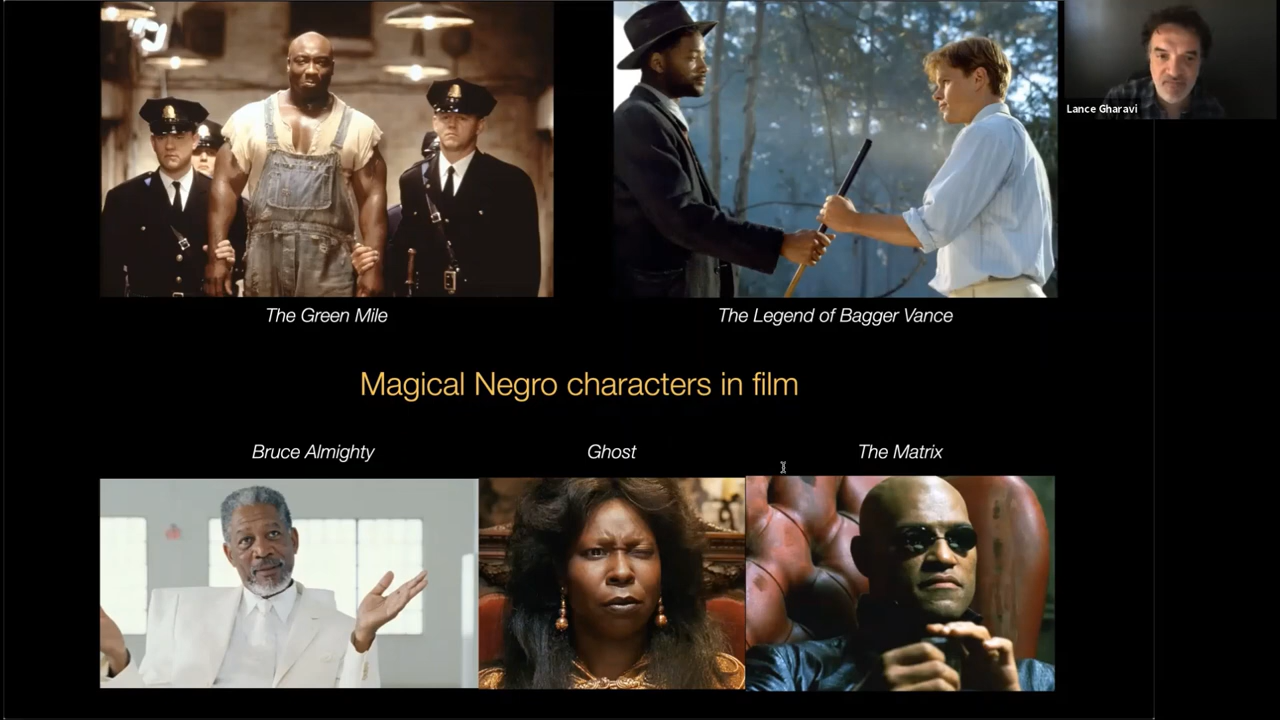 Lance Gharavi
The Green Mile
The Legend of Bagger Vance
Magical Negro characters in film
Bruce Almighty
Ghost
The Matrix